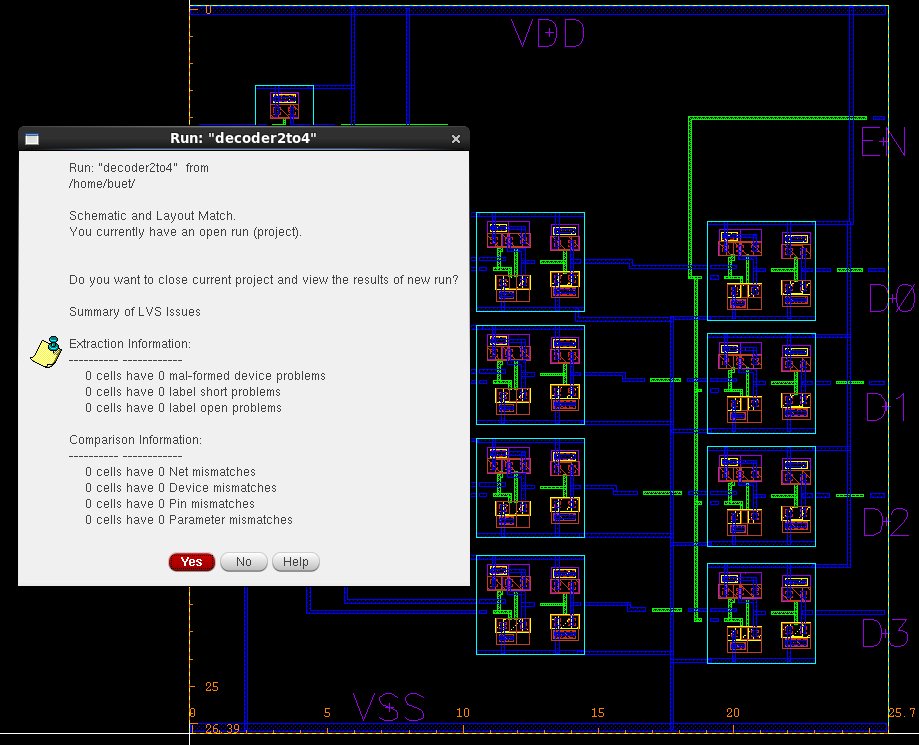 0
VDD
Run: "decoder2to4"
Run: "decoder2to4" from
/home/buet/
Schematic and Layout Match.
You currently have an open run (project).
Do you want to close current project and view the results of new run?
Summary of LVS Issues
Extraction Information:
---------- ------------
0 cells have 0 mal-formed device problems
0 cells have 0 label short problems
0 cells have 0 label open problems
Comparison Information:
---------- ------------
0 cells have 0 Net mismatches
0 cells have 0 Device mismatches
0 cells have 0 Pin mismatches
0 cells have 0 Parameter mismatches
Yes No Help
EN
D0
D1
D2
D3
25
VSS
0 5 10 15 20 25.7
26.39